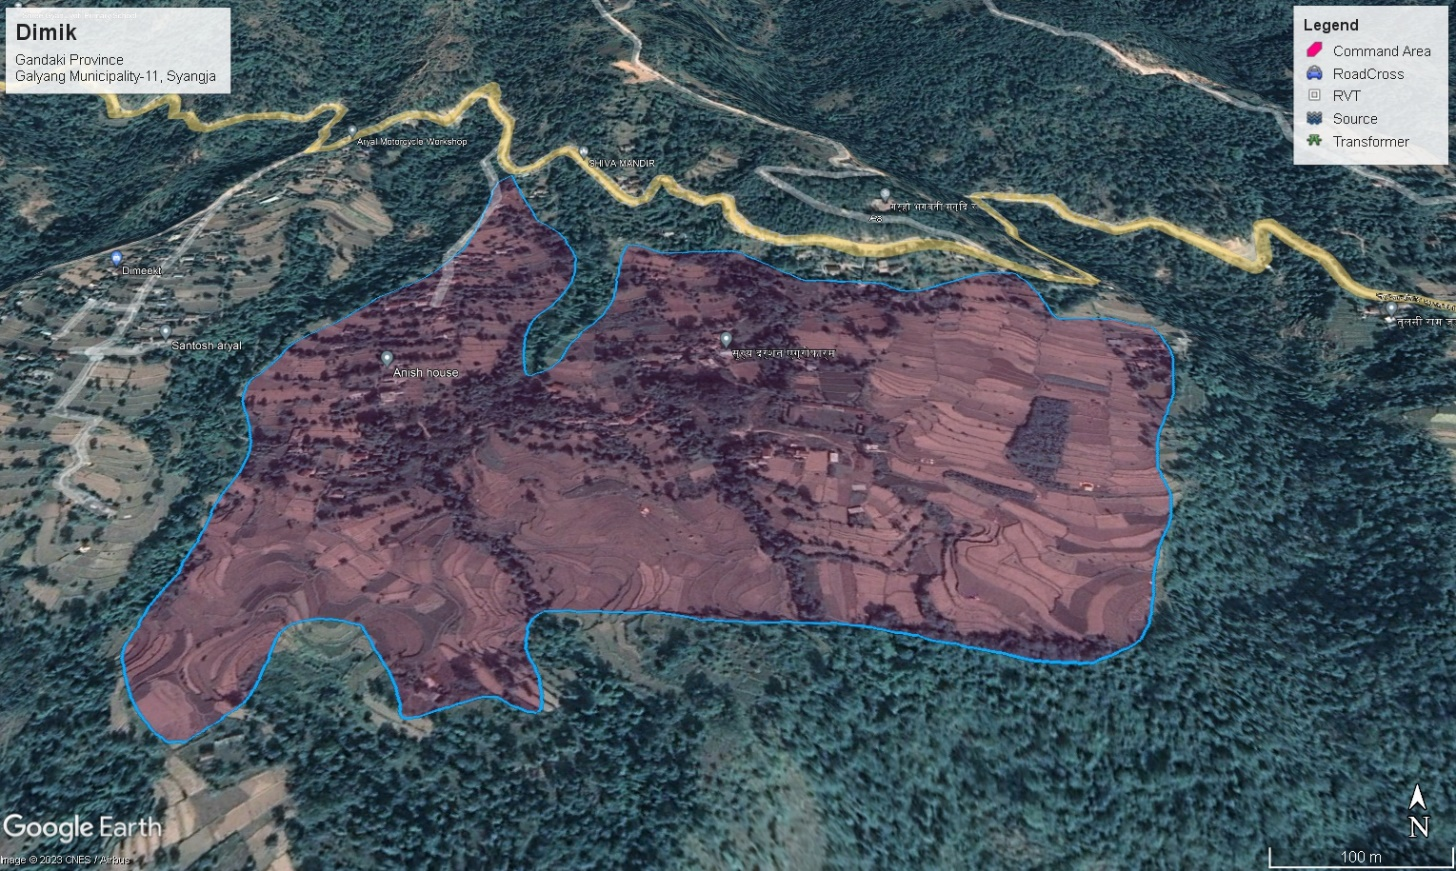 Dimik
Gandaki Province
Galyang Municipality-11, Syangja
Legend
Command Area
RoadCross
RVT
Source
Transformer
Aryal Motorcycle Workshop
SHIVA MANDIR
Dimeekt
Santosh aryal
Anish house
Google Earth
Image © 2023 CNES / Airbus
N
100 m